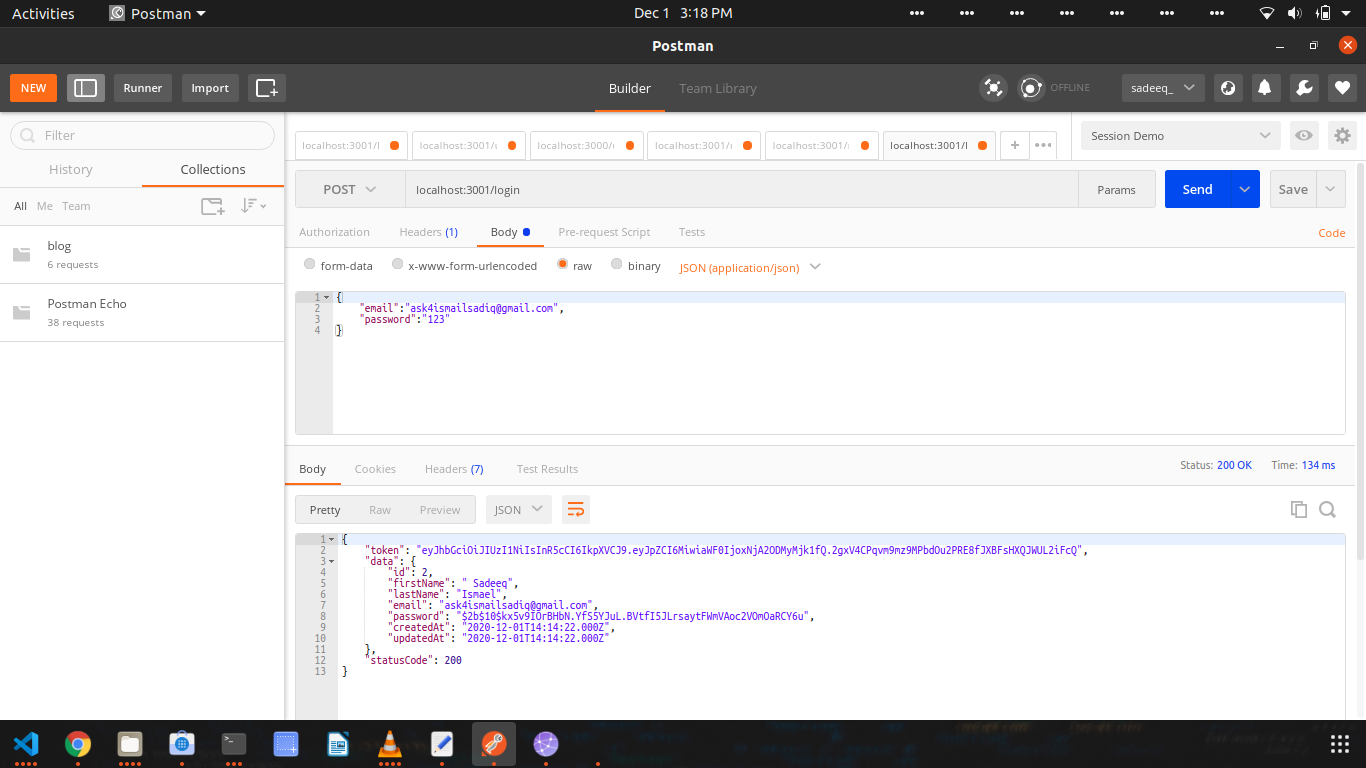 Activities Postman Dec 1 3:18 PM
Postman
NEW Runner Import Builder Team Library OFFLINE sadeeq_
Filter
localhost:3001/l localhost:3001/u localhost:3000/ localhost:3001/ localhost:3001/ localhost:3001/l + ••• Session Demo
History Collections
POST localhost:3001/login Params Send Save
All Me Team
Authorization Headers (1) Body Pre-request Script Tests Code
blog
6 requests
form-data x-www-form-urlencoded raw binary JSON (application/json)
Postman Echo
38 requests
1 {
2 "email":"ask4ismailsadiq@gmail.com",
3 "password":"123"
4 }
Body Cookies Headers (7) Test Results Status: 200 OK Time: 134 ms
Pretty Raw Preview JSON
1 {
2 "token": "eyJhbGciOiJIUzI1NiIsInR5cCI6IkpXVCJ9.eyJpZCI6MiwiaWF0IjoxNjA2ODMyMjk1fQ.2gxV4CPqvm9mz9MPbdOu2PRE8fJXBFsHXQJWUL2iFcQ",
3 "data": {
4 "id": 2,
5 "firstName": " Sadeeq",
6 "lastName": "Ismael",
7 "email": "ask4ismailsadiq@gmail.com",
8 "password": "$2b$10$kx5v9IOrBHbN.YfS5YJuL.BVtfI5JLrsaytFWmVAoc2VOmOaRCY6u",
9 "createdAt": "2020-12-01T14:14:22.000Z",
10 "updatedAt": "2020-12-01T14:14:22.000Z"
11 },
12 "statusCode": 200
13 }